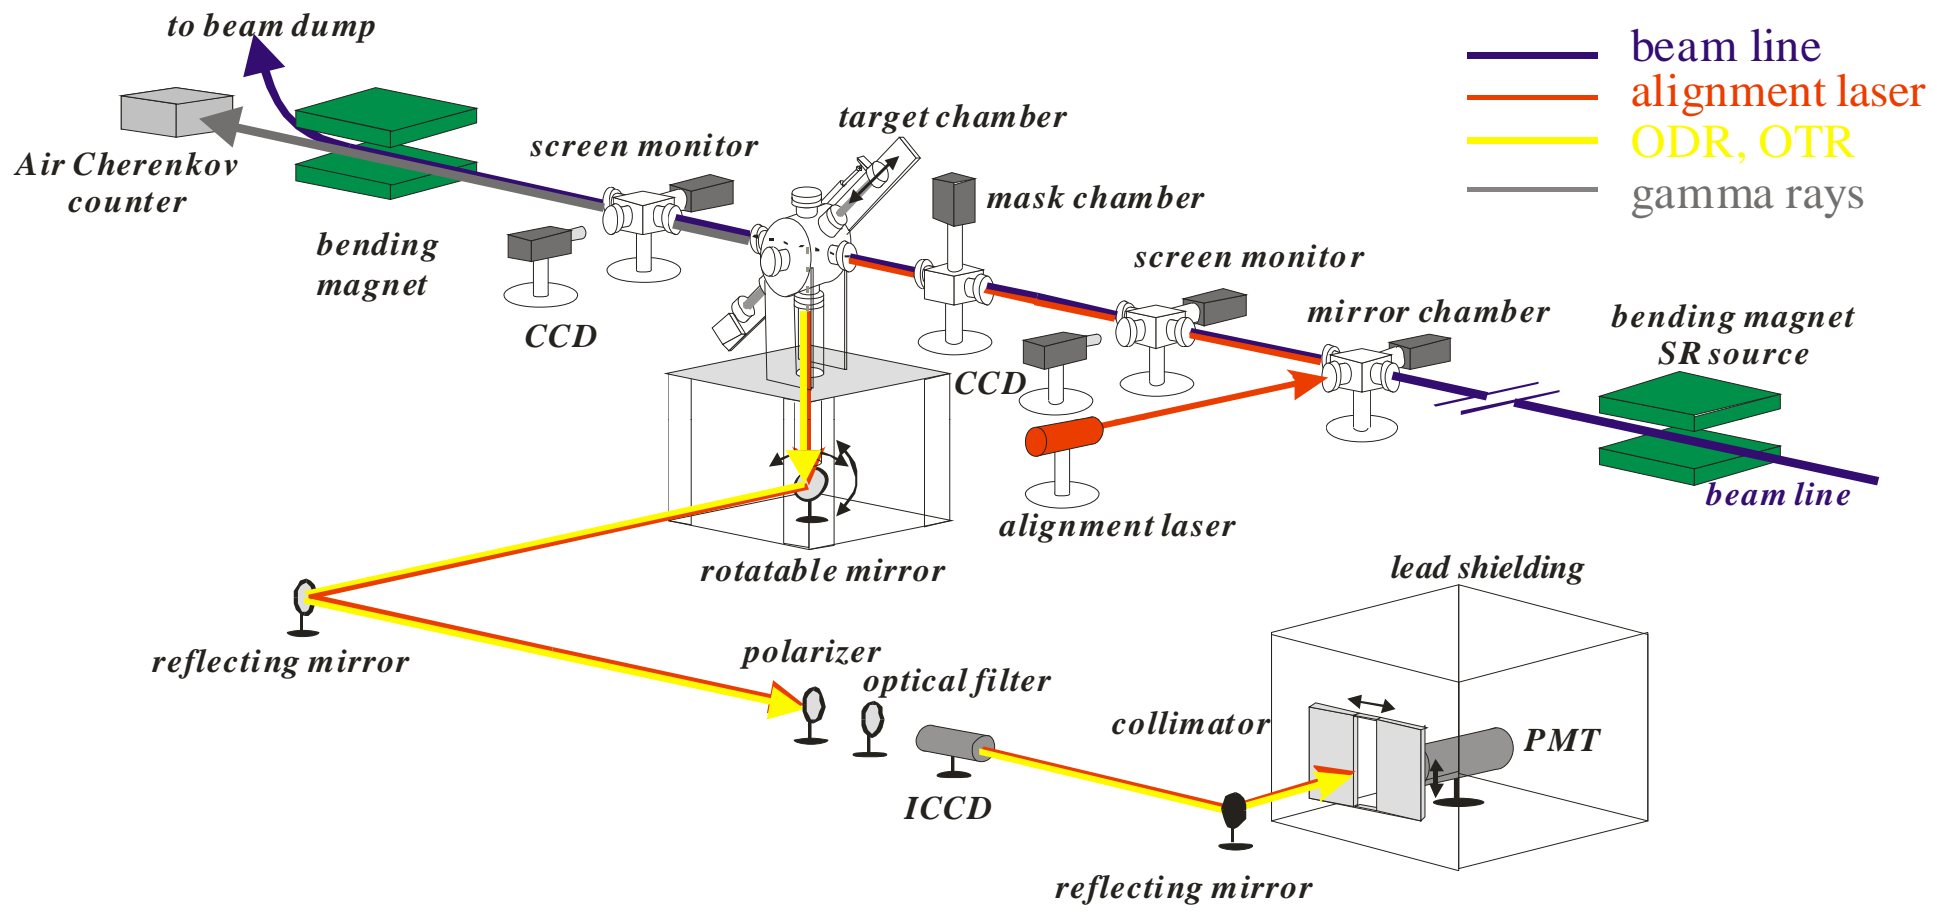 to beam dump
beam line
alignment laser
ODR, OTR
gamma rays
Air Cherenkov
counter
bending
magnet
screen monitor
CCD
target chamber
mask chamber
screen monitor
CCD
mirror chamber
bending magnet
SR source
beam line
alignment laser
rotatable mirror
reflecting mirror
polarizer
optical filter
ICCD
reflecting mirror
collimator
lead shielding
PMT